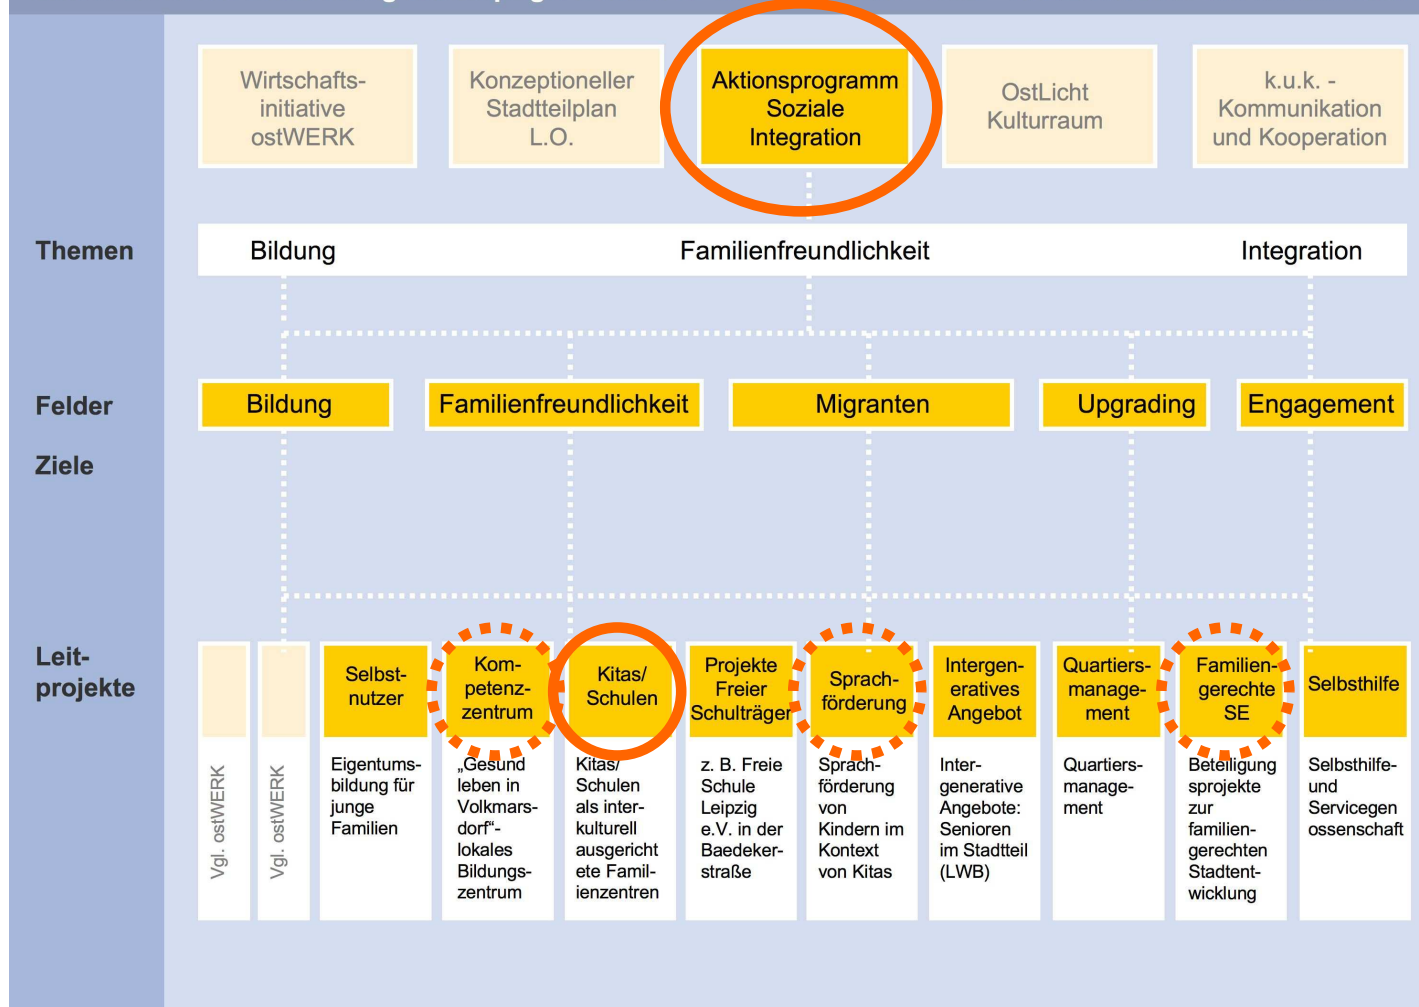 Wirtschafts-
initiative
ostWERK
Konzeptioneller
Stadtteilplan
L.O.
Aktionsprogramm
Soziale
Integration
OstLicht
Kulturraum
k.u.k. -
Kommunikation
und Kooperation
Themen
Bildung
Familienfreundlichkeit
Integration
Felder
Bildung
Familienfreundlichkeit
Migranten
Upgrading
Engagement
Ziele
Leit-
projekte
Selbst-
nutzer
Kom-
petenz-
zentrum
Kitas/
Schulen
Projekte
Freier
Schulträger
Sprach-
förderung
Intergen-
eratives
Angebot
Quartiers-
manage-
ment
Familien-
gerechte
SE
Selbsthilfe
Vgl. ostWERK
Vgl. ostWERK
Eigentums-
bildung für
junge
Familien
„Gesund
leben in
Volkmars-
dorf“-
lokales
Bildungs-
zentrum
Kitas/
Schulen
als inter-
kulturell
ausgericht
ete Famil-
ienzentren
z. B. Freie
Schule
Leipzig
e.V. in der
Baedeker-
straße
Sprach-
förderung
von
Kindern im
Kontext
von Kitas
Inter-
generative
Angebote:
Senioren
im Stadtteil
(LWB)
Quartiers-
manage-
ment
Beteiligung
sprojekte
zur
familien-
gerechten
Stadtent-
wicklung
Selbsthilfe-
und
Servicegen
ossenschaft